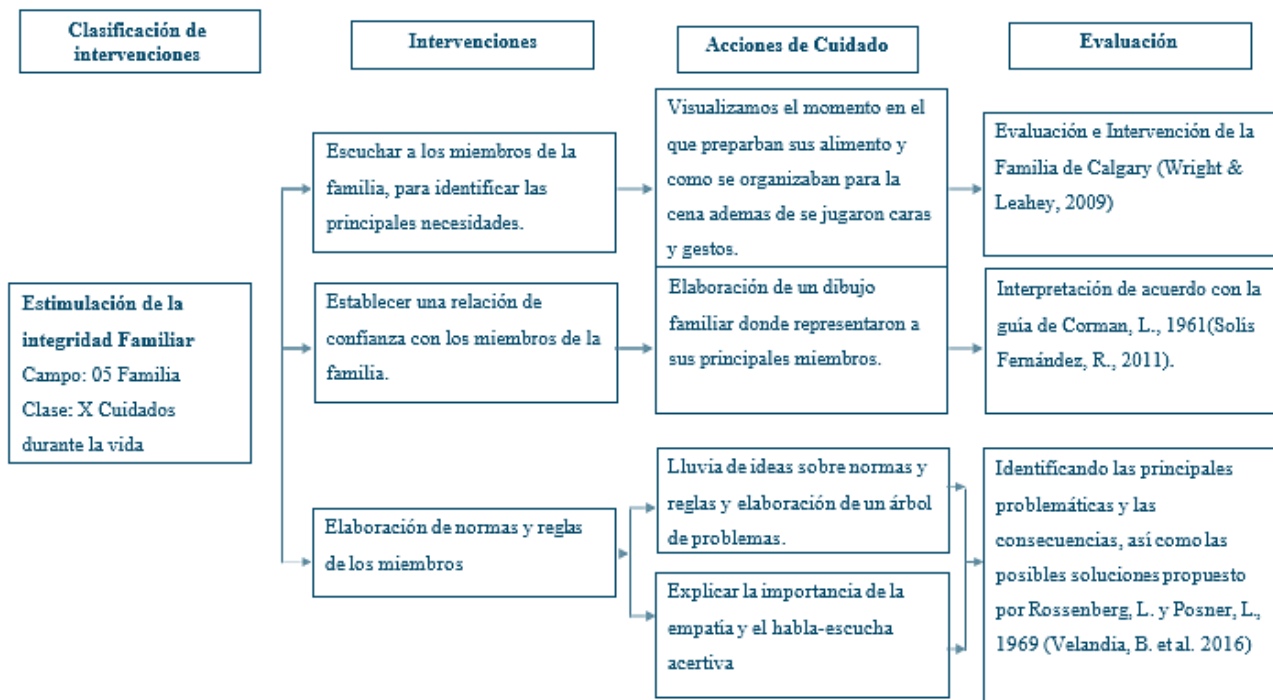 Clasificación de
intervenciones
Intervenciones
Acciones de Cuidado
Evaluación
Estimulación de la
integridad Familiar
Campo: 05 Familia
Clase: X Cuidados
durante la vida
Escuchar a los miembros de la
familia, para identificar las
principales necesidades.
Visualizamos el momento en el
que preparban sus alimento y
como se organizaban para la
cena ademas de se jugaron caras
y gestos.
Evaluación e Intervención de la
Familia de Calgary (Wright &
Leahey, 2009)
Establecer una relación de
confíanza con los miembros de la
familia.
Elaboración de un dibujo
familiar donde representaron a
sus principales miembros.
Interpretación de acuerdo con la
guía de Corman, L., 1961(Solís
Fernández, R., 2011).
Elaboración de normas y reglas
de los miembros
Lluvia de ideas sobre normas y
reglas y elaboración de un árbol
de problemas.
Explicar la importancia de la
empatía y el habla-escucha
acertiva
Identificando las principales
problemáticas y las
consecuencias, así como las
posibles soluciones propuesto
por Rossenberg, L. y Posner, L.,
1969 (Velandia, B. et al. 2016)